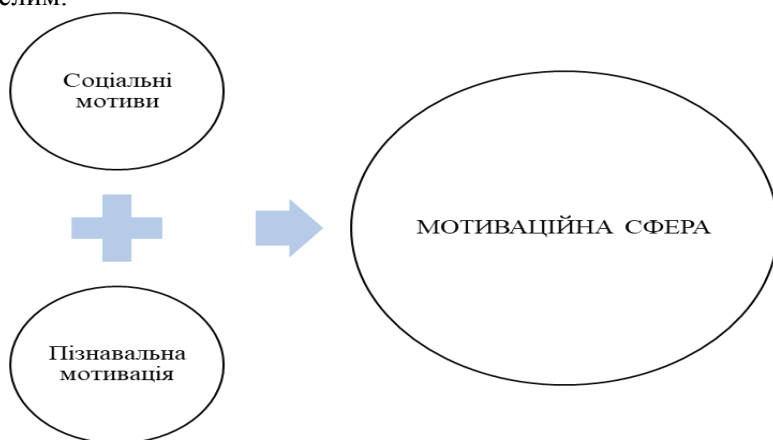 Соціальні
мотиви
МОТИВАЦІЙНА СФЕРА
Пізнавальна
мотивація